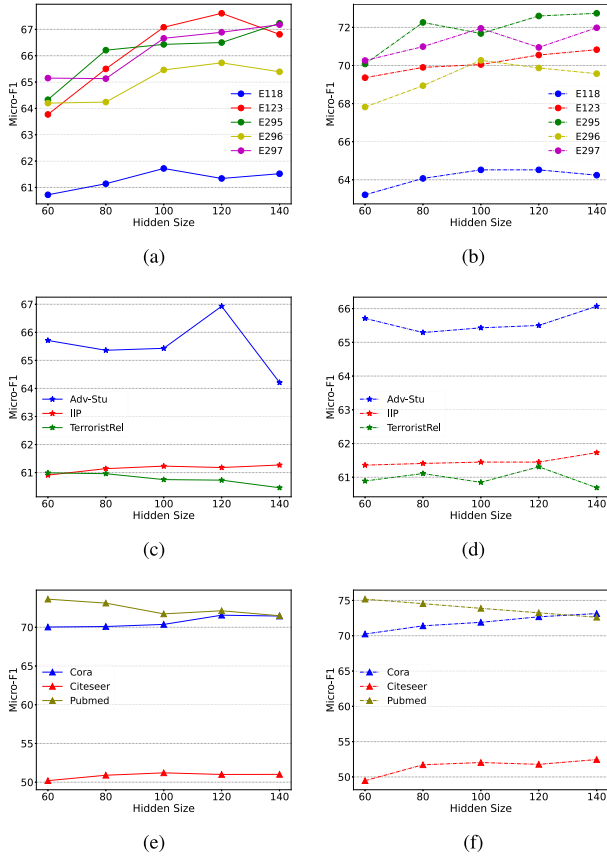 Micro-F1
67
66
65
64
63
62
61
60 80 100 120 140
Hidden Size
E118
E123
E295
E296
E297
(a)
Micro-F1
72
70
68
66
64
60 80 100 120 140
Hidden Size
E118
E123
E295
E296
E297
(b)
Micro-F1
67
66
65
64
63
62
61
60 80 100 120 140
Hidden Size
Adv-Stu
IIP
TerroristRel
(c)
Micro-F1
66
65
64
63
62
61
60 80 100 120 140
Hidden Size
Adv-Stu
IIP
TerroristRel
(d)
Micro-F1
70
65
60
55
50
60 80 100 120 140
Hidden Size
Cora
Citeseer
Pubmed
(e)
Micro-F1
75
70
65
60
55
50
60 80 100 120 140
Hidden Size
Cora
Citeseer
Pubmed
(f)